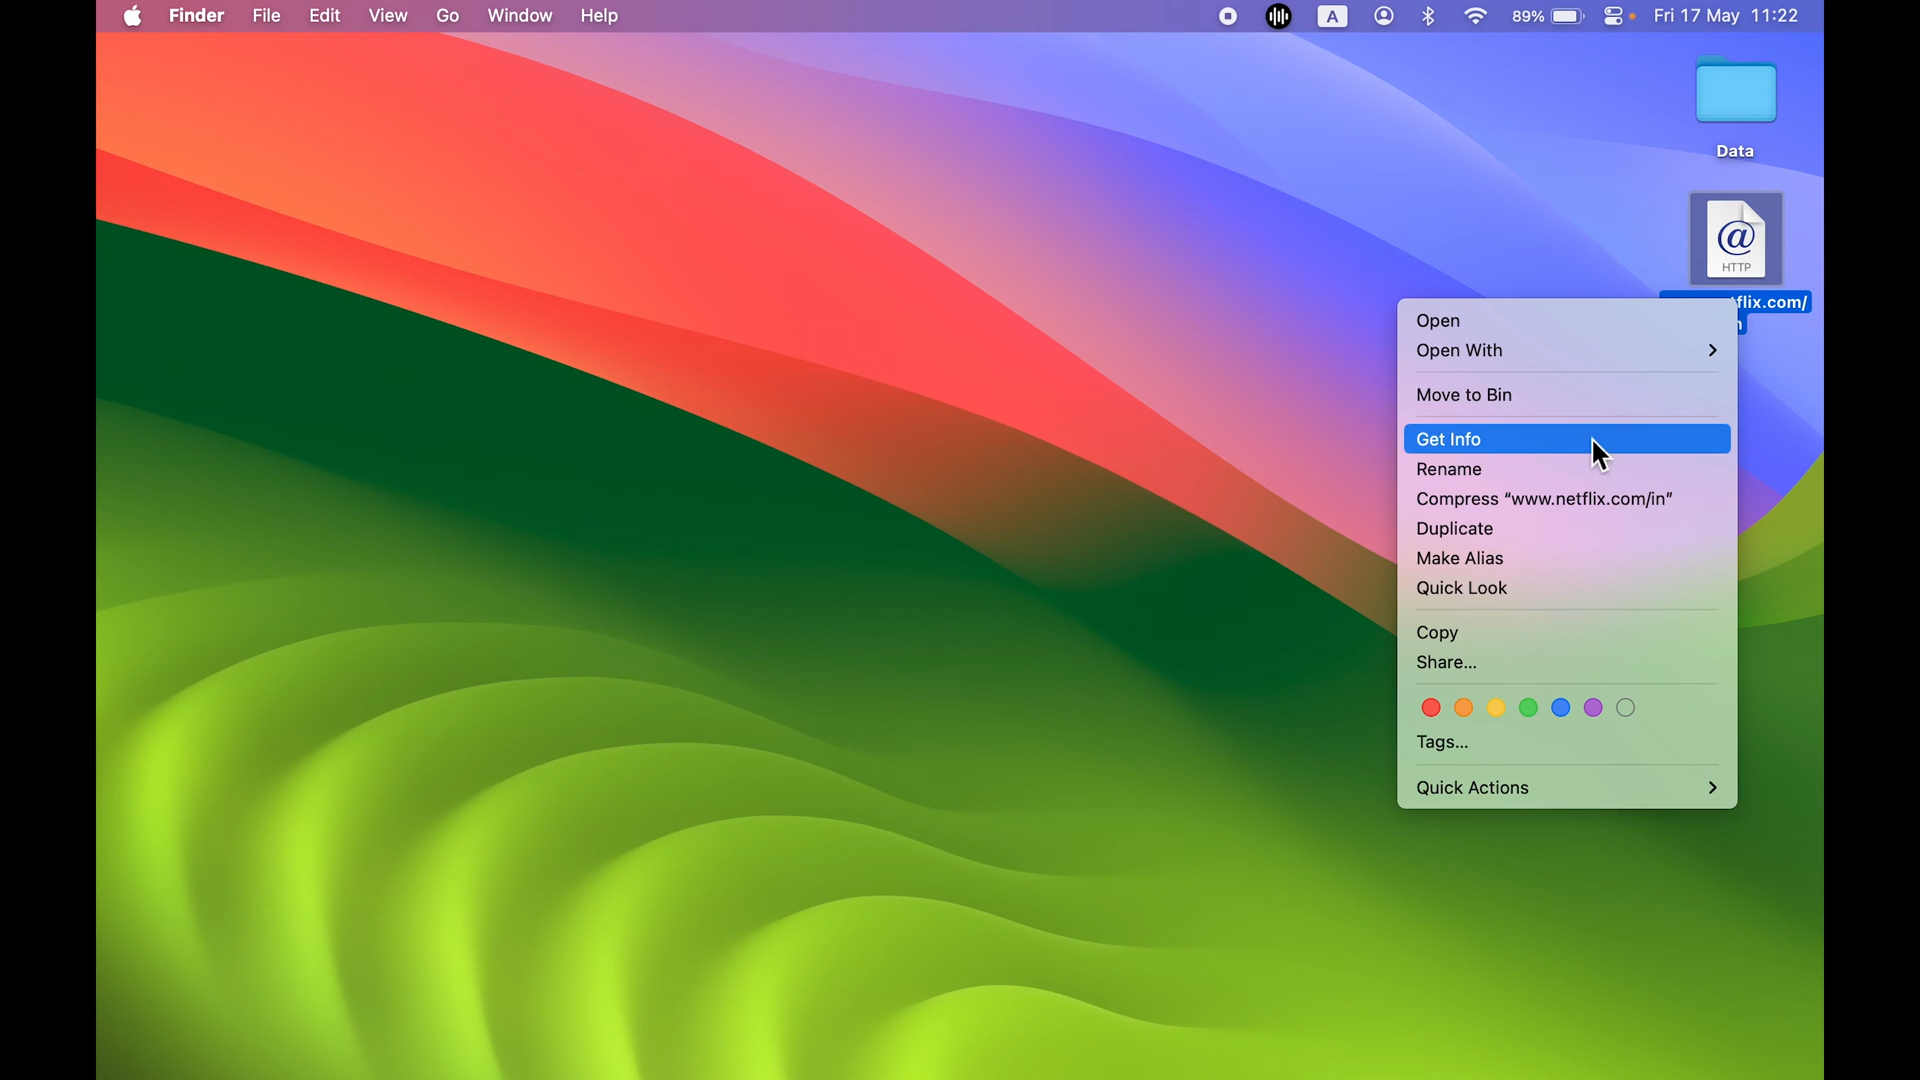 Finder File Edit View Go Window Help A 89% Fri 17 May 11:22
Data
@
HTTP
flix.com/
Open
Open With
Move to Bin
Get Info
Rename
Compress “www.netflix.com/in”
Duplicate
Make Alias
Quick Look
Copy
Share...
Tags...
Quick Actions